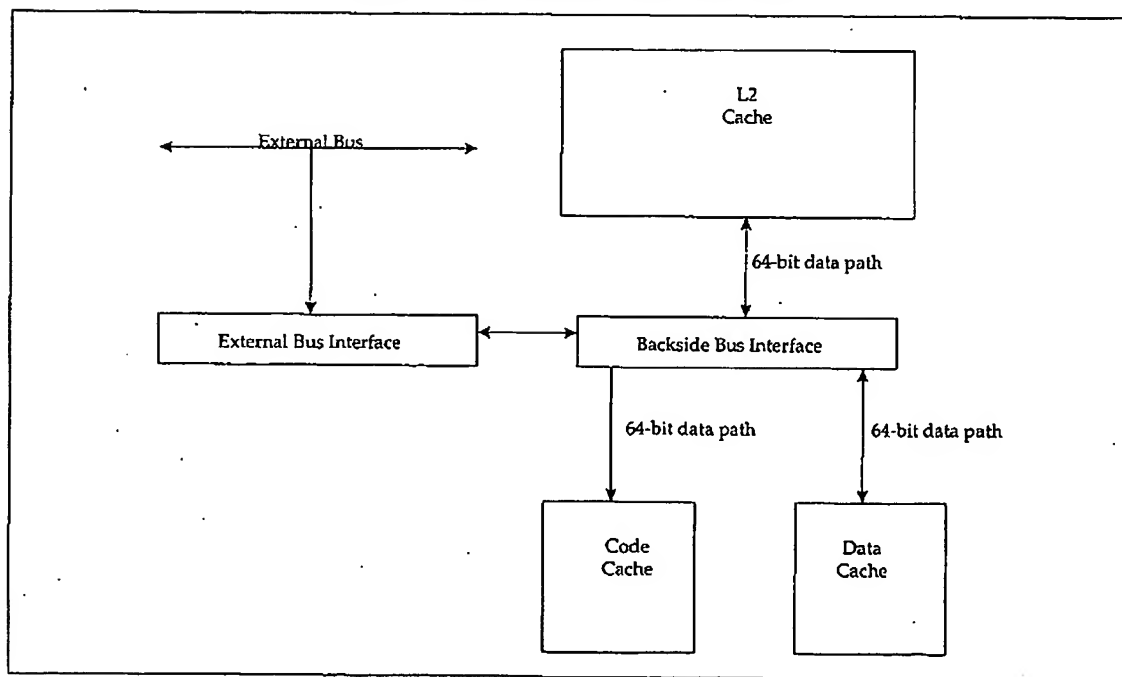 L2
Cache
External Bus
64-bit data path
External Bus Interface
Backside Bus Interface
64-bit data path
64-bit data path
Code
Cache
Data
Cache